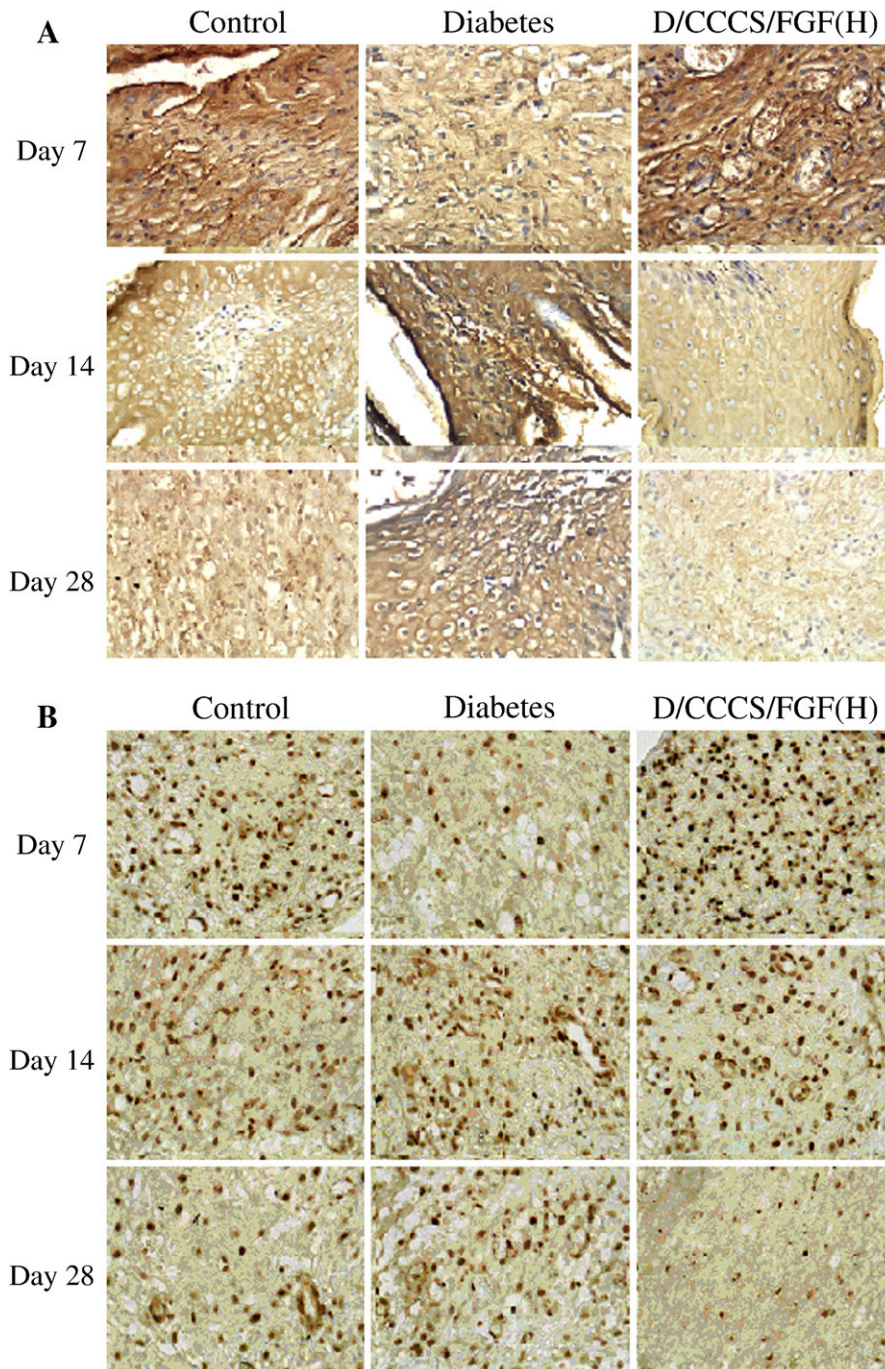 A
Control Diabetes D/CCCS/FGF(H)
Day 7
Day 14
Day 28
B
Control Diabetes D/CCCS/FGF(H)
Day 7
Day 14
Day 28